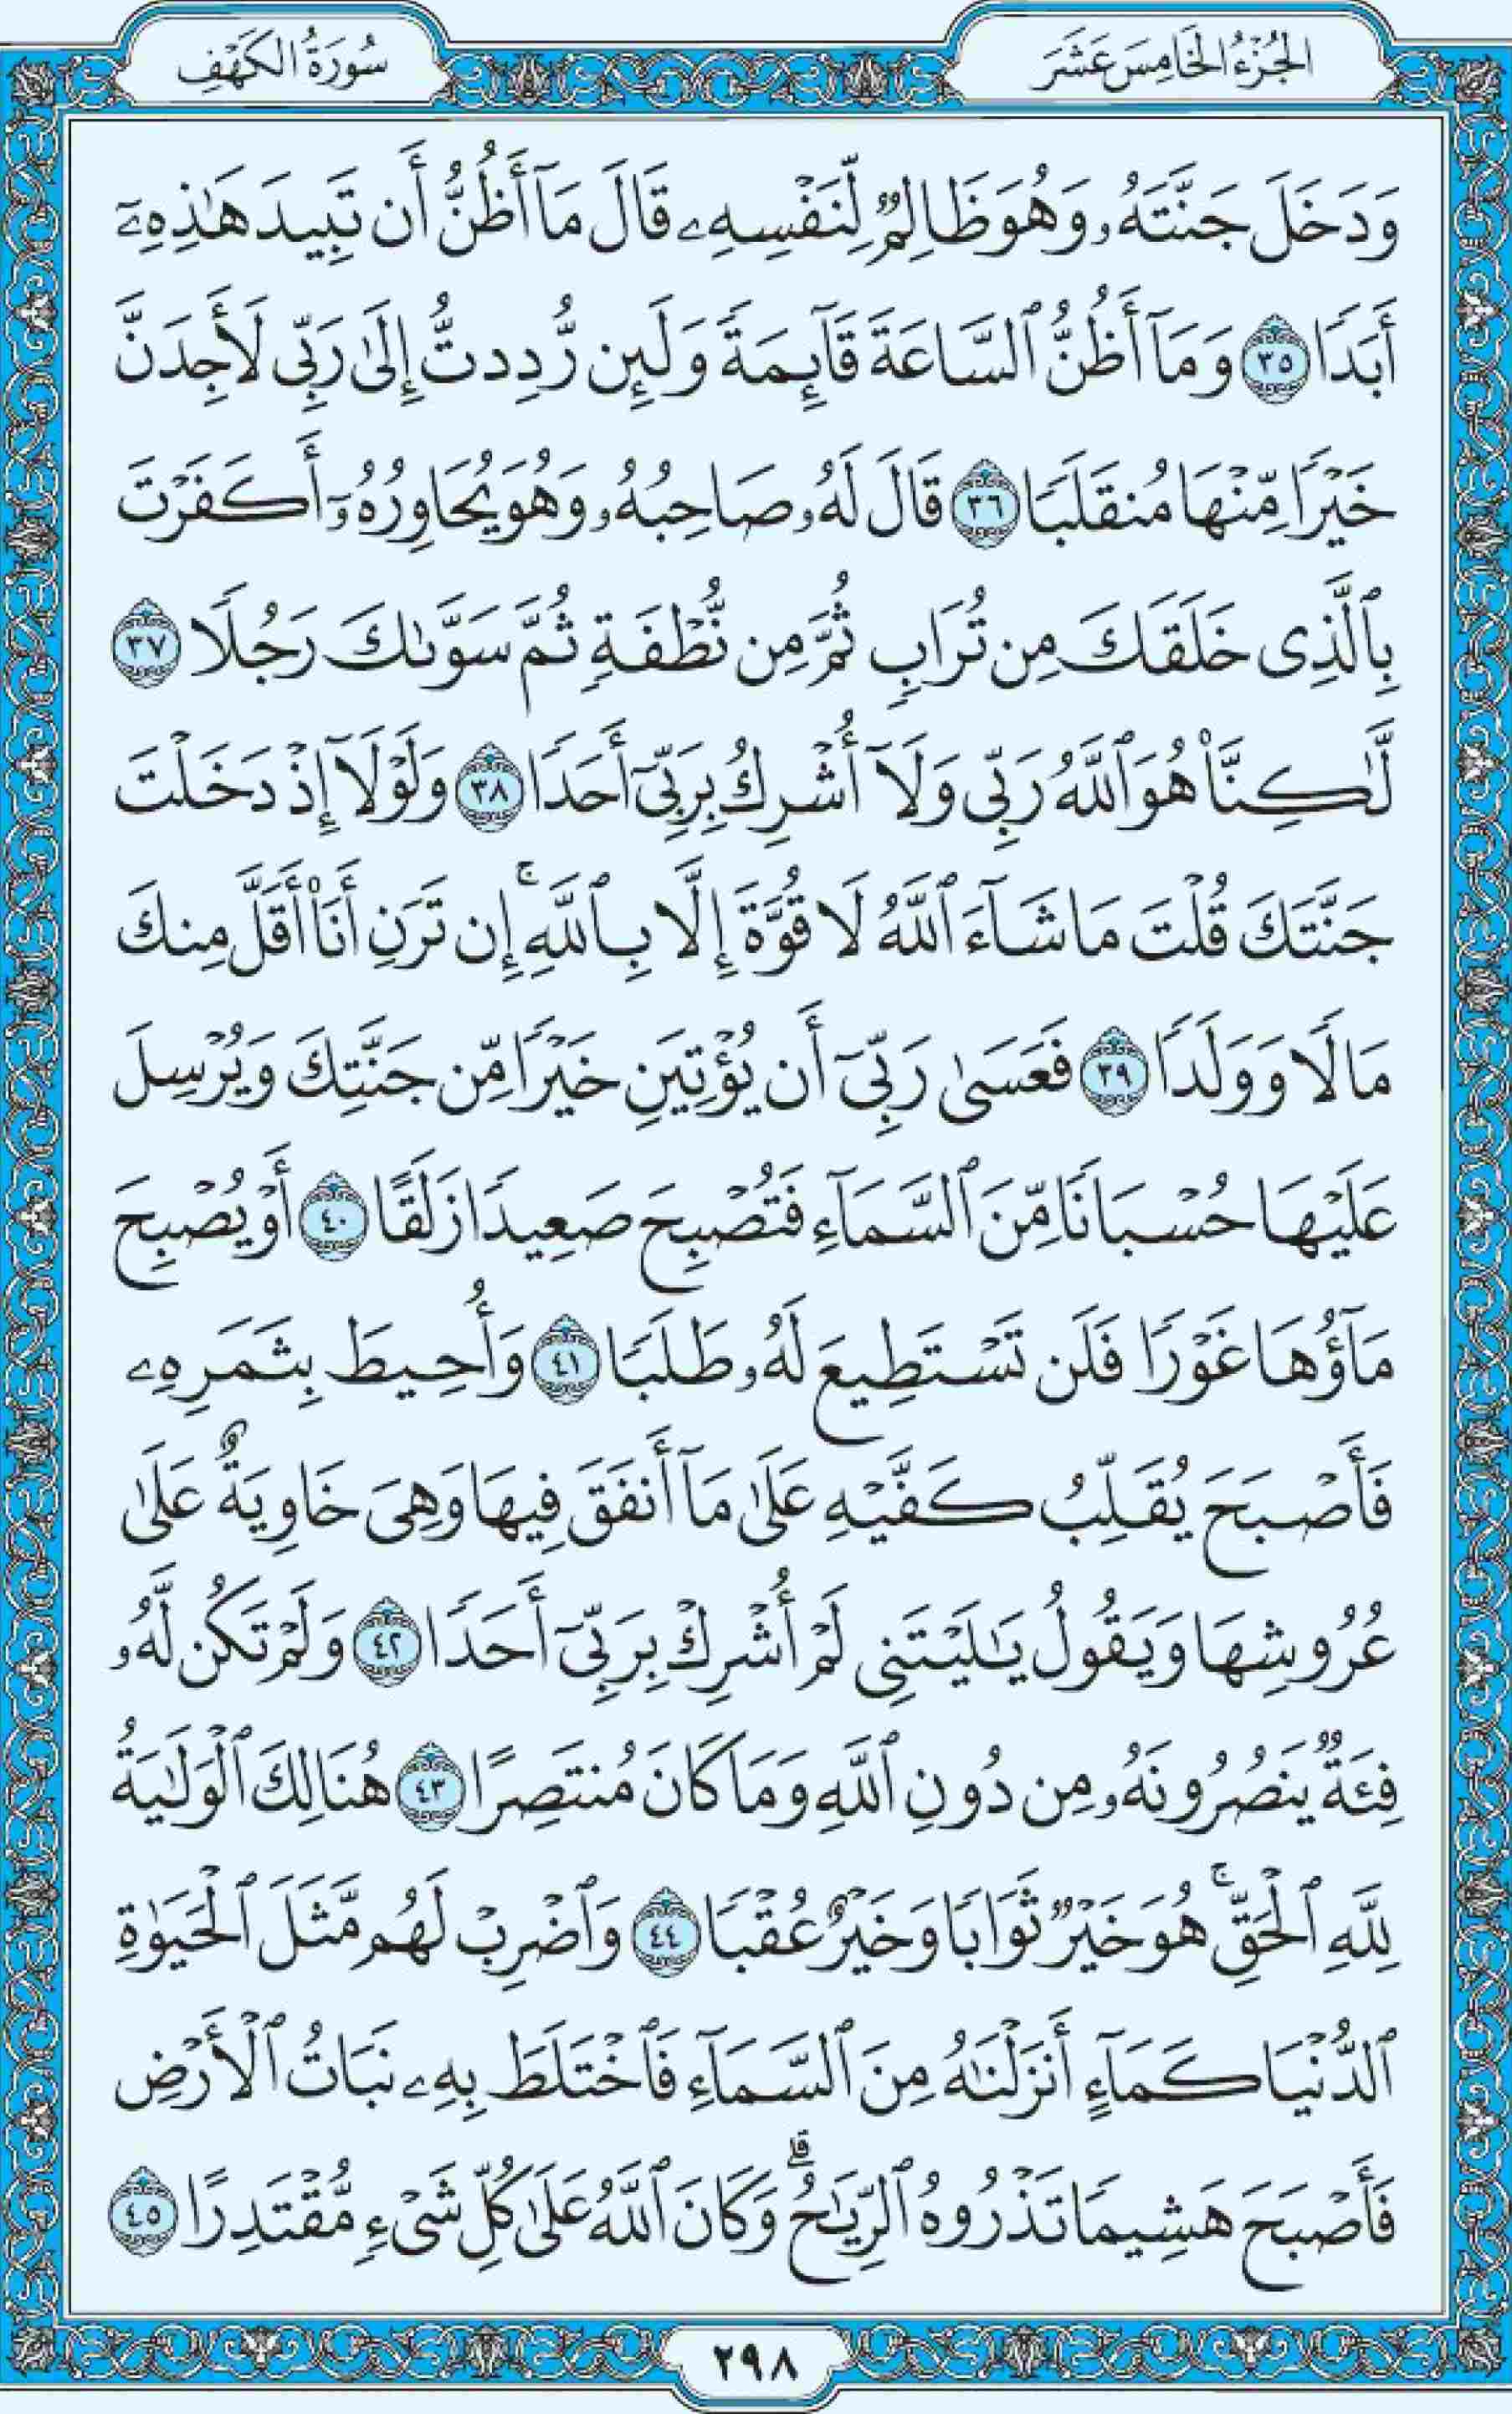 الجُزْءُ الخَامِسَ عَشَرَ
سُورَةُ الكَهْفِ
وَدَخَلَ جَنَّتَهُۥ وَهُوَ ظَالِمٌ لِّنَفْسِهِۦ قَالَ مَآ أَظُنُّ أَن تَبِيدَ هَٰذِهِۦٓ
أَبَدًا ٣٥ وَمَآ أَظُنُّ ٱلسَّاعَةَ قَآئِمَةً وَلَئِن رُّدِدتُّ إِلَىٰ رَبِّى لَأَجِدَنَّ
خَيْرًا مِّنْهَا مُنقَلَبًا ٣٦ قَالَ لَهُۥ صَاحِبُهُۥ وَهُوَ يُحَاوِرُهُۥٓ أَكَفَرْتَ
بِٱلَّذِى خَلَقَكَ مِن تُرَابٍ ثُمَّ مِن نُّطْفَةٍ ثُمَّ سَوَّىٰكَ رَجُلًا ٣٧
لَّٰكِنَّا۠ هُوَ ٱللَّهُ رَبِّى وَلَآ أُشْرِكُ بِرَبِّىٓ أَحَدًا ٣٨ وَلَوْلَآ إِذْ دَخَلْتَ
جَنَّتَكَ قُلْتَ مَا شَآءَ ٱللَّهُ لَا قُوَّةَ إِلَّا بِٱللَّهِ ۚ إِن تَرَنِ أَنَا۠ أَقَلَّ مِنكَ
مَالًا وَوَلَدًا ٣٩ فَعَسَىٰ رَبِّىٓ أَن يُؤْتِيَنِ خَيْرًا مِّن جَنَّتِكَ وَيُرْسِلَ
عَلَيْهَا حُسْبَانًا مِّنَ ٱلسَّمَآءِ فَتُصْبِحَ صَعِيدًا زَلَقًا ٤٠ أَوْ يُصْبِحَ
مَآؤُهَا غَوْرًا فَلَن تَسْتَطِيعَ لَهُۥ طَلَبًا ٤١ وَأُحِيطَ بِثَمَرِهِۦ
فَأَصْبَحَ يُقَلِّبُ كَفَّيْهِ عَلَىٰ مَآ أَنفَقَ فِيهَا وَهِىَ خَاوِيَةٌ عَلَىٰ
عُرُوشِهَا وَيَقُولُ يَٰلَيْتَنِى لَمْ أُشْرِكْ بِرَبِّىٓ أَحَدًا ٤٢ وَلَمْ تَكُن لَّهُۥ
فِئَةٌ يَنصُرُونَهُۥ مِن دُونِ ٱللَّهِ وَمَا كَانَ مُنتَصِرًا ٤٣ هُنَالِكَ ٱلْوَلَٰيَةُ
لِلَّهِ ٱلْحَقِّ ۚ هُوَ خَيْرٌ ثَوَابًا وَخَيْرٌ عُقْبًا ٤٤ وَٱضْرِبْ لَهُم مَّثَلَ ٱلْحَيَوٰةِ
ٱلدُّنْيَا كَمَآءٍ أَنزَلْنَٰهُ مِنَ ٱلسَّمَآءِ فَٱخْتَلَطَ بِهِۦ نَبَاتُ ٱلْأَرْضِ
فَأَصْبَحَ هَشِيمًا تَذْرُوهُ ٱلرِّيَٰحُ ۗ وَكَانَ ٱللَّهُ عَلَىٰ كُلِّ شَىْءٍ مُّقْتَدِرًا ٤٥
٢٩٨